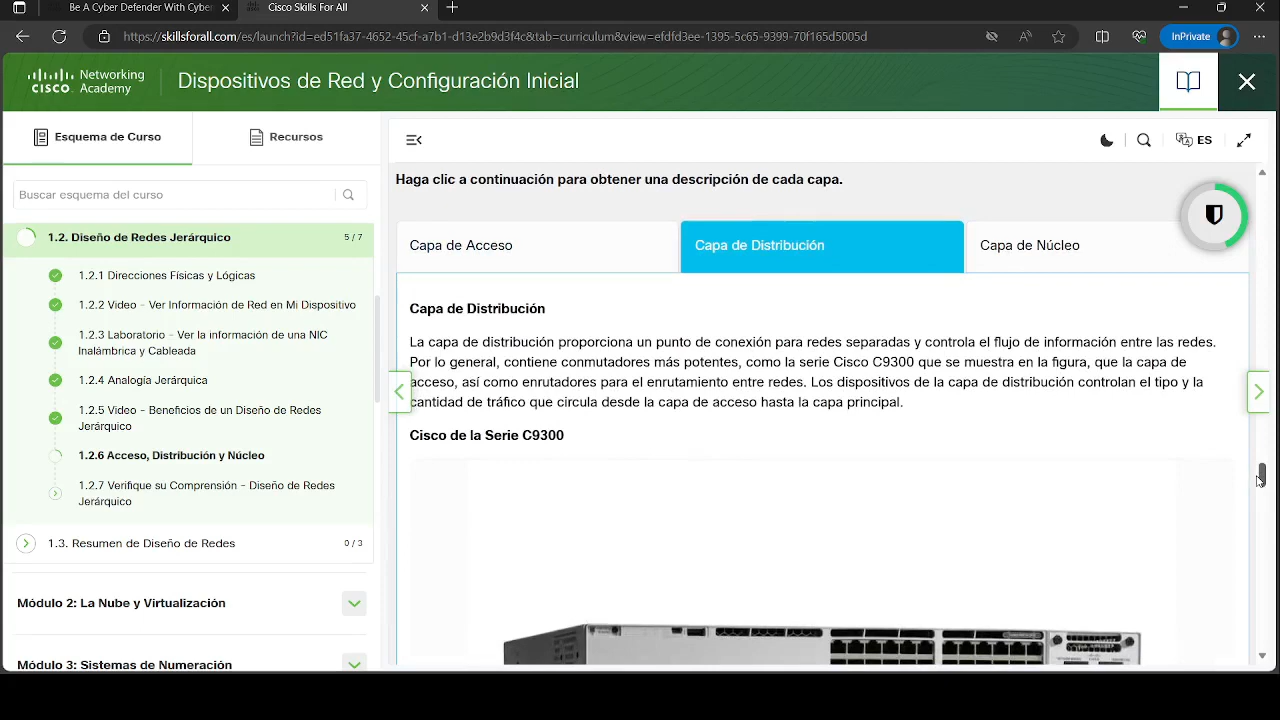 Be A Cyber Defender With Cyber
Cisco Skills For All
https://skillsforall.com/es/launch?id=ed51fa37-4652-45cf-a7b1-d13e2b9d3f4c8&tab=curriculum&view=efdfd3ee-1395-5c65-9399-70f165d5005d
InPrivate
CISCO
Networking
Academy
Dispositivos de Red y Configuración Inicial
Esquema de Curso
Recursos
ES
Buscar esquema del curso
1.2. Diseño de Redes Jerárquico
5 / 7
1.2.1 Direcciones Físicas y Lógicas
1.2.2 Video – Ver Información de Red en Mi Dispositivo
1.2.3 Laboratorio – Ver la información de una NIC
Inalámbrica y Cableada
1.2.4 Analogía Jerárquica
1.2.5 Video – Beneficios de un Diseño de Redes
Jerárquico
1.2.6 Acceso, Distribución y Núcleo
1.2.7 Verifique su Comprensión – Diseño de Redes
Jerárquico
1.3. Resumen de Diseño de Redes
0 / 3
Módulo 2: La Nube y Virtualización
Módulo 3: Sistemas de Numeración
Haga clic a continuación para obtener una descripción de cada capa.
Capa de Acceso
Capa de Distribución
Capa de Núcleo
Capa de Distribución
La capa de distribución proporciona un punto de conexión para redes separadas y controla el flujo de información entre las redes.
Por lo general, contiene conmutadores más potentes, como la serie Cisco C9300 que se muestra en la figura, que la capa de
acceso, así como enrutadores para el enrutamiento entre redes. Los dispositivos de la capa de distribución controlan el tipo y la
cantidad de tráfico que circula desde la capa de acceso hasta la capa principal.
Cisco de la Serie C9300